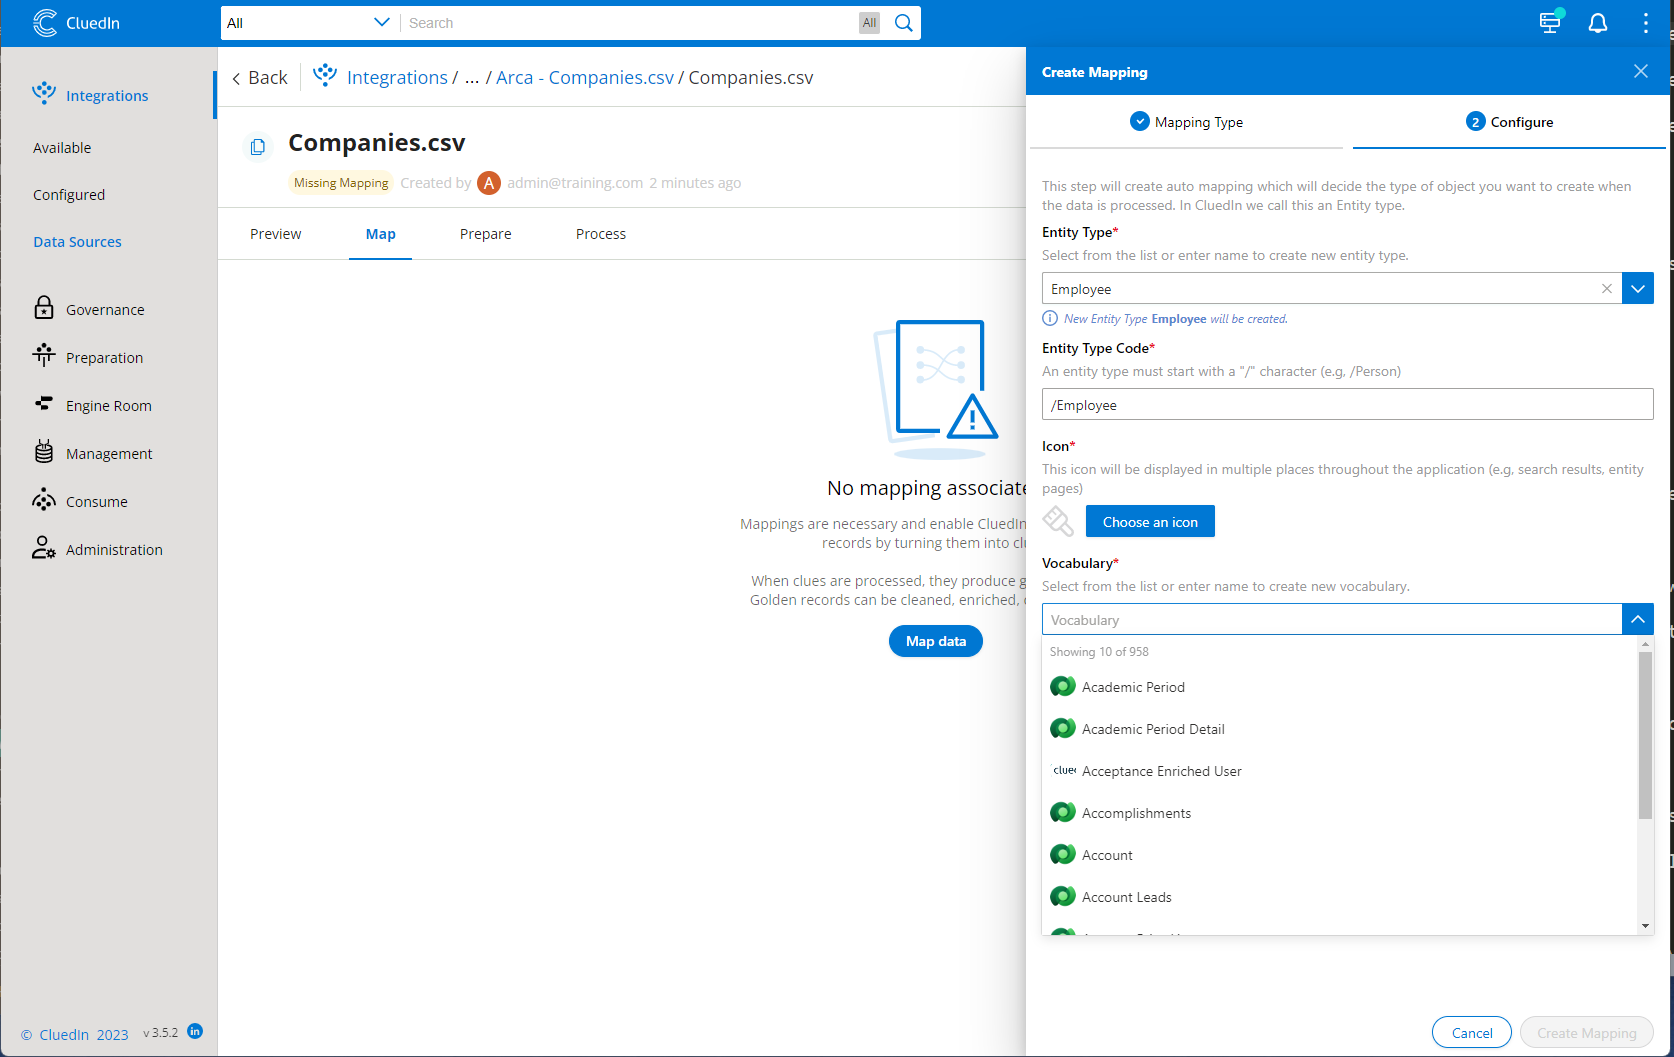 CluedIn
All
Search
All
Integrations
Available
Configured
Data Sources
Governance
Preparation
Engine Room
Management
Consume
Administration
© CluedIn 2023 v 3.5.2
in
Back
Integrations / ... / Arca - Companies.csv / Companies.csv
Companies.csv
Missing Mapping Created by A admin@training.com 2 minutes ago
Preview Map Prepare Process
No mapping associate
Mappings are necessary and enable CluedIn
records by turning them into
When clues are processed, they produce
Golden records can be cleaned, enriched,
Map data
Create Mapping
Mapping Type
2 Configure
This step will create auto mapping which will decide the type of object you want to create when
the data is processed. In CluedIn we call this an Entity type.
Entity Type*
Select from the list or enter name to create new entity type.
Employee
New Entity Type Employee will be created.
Entity Type Code*
An entity type must start with a "/" character (e.g, /Person)
/Employee
Icon*
This icon will be displayed in multiple places throughout the application (e.g, search results, entity
pages)
Choose an icon
Vocabulary*
Select from the list or enter name to create new vocabulary.
Vocabulary
Showing 10 of 958
Academic Period
Academic Period Detail
Acceptance Enriched User
Accomplishments
Account
Account Leads
Cancel
Create Mapping